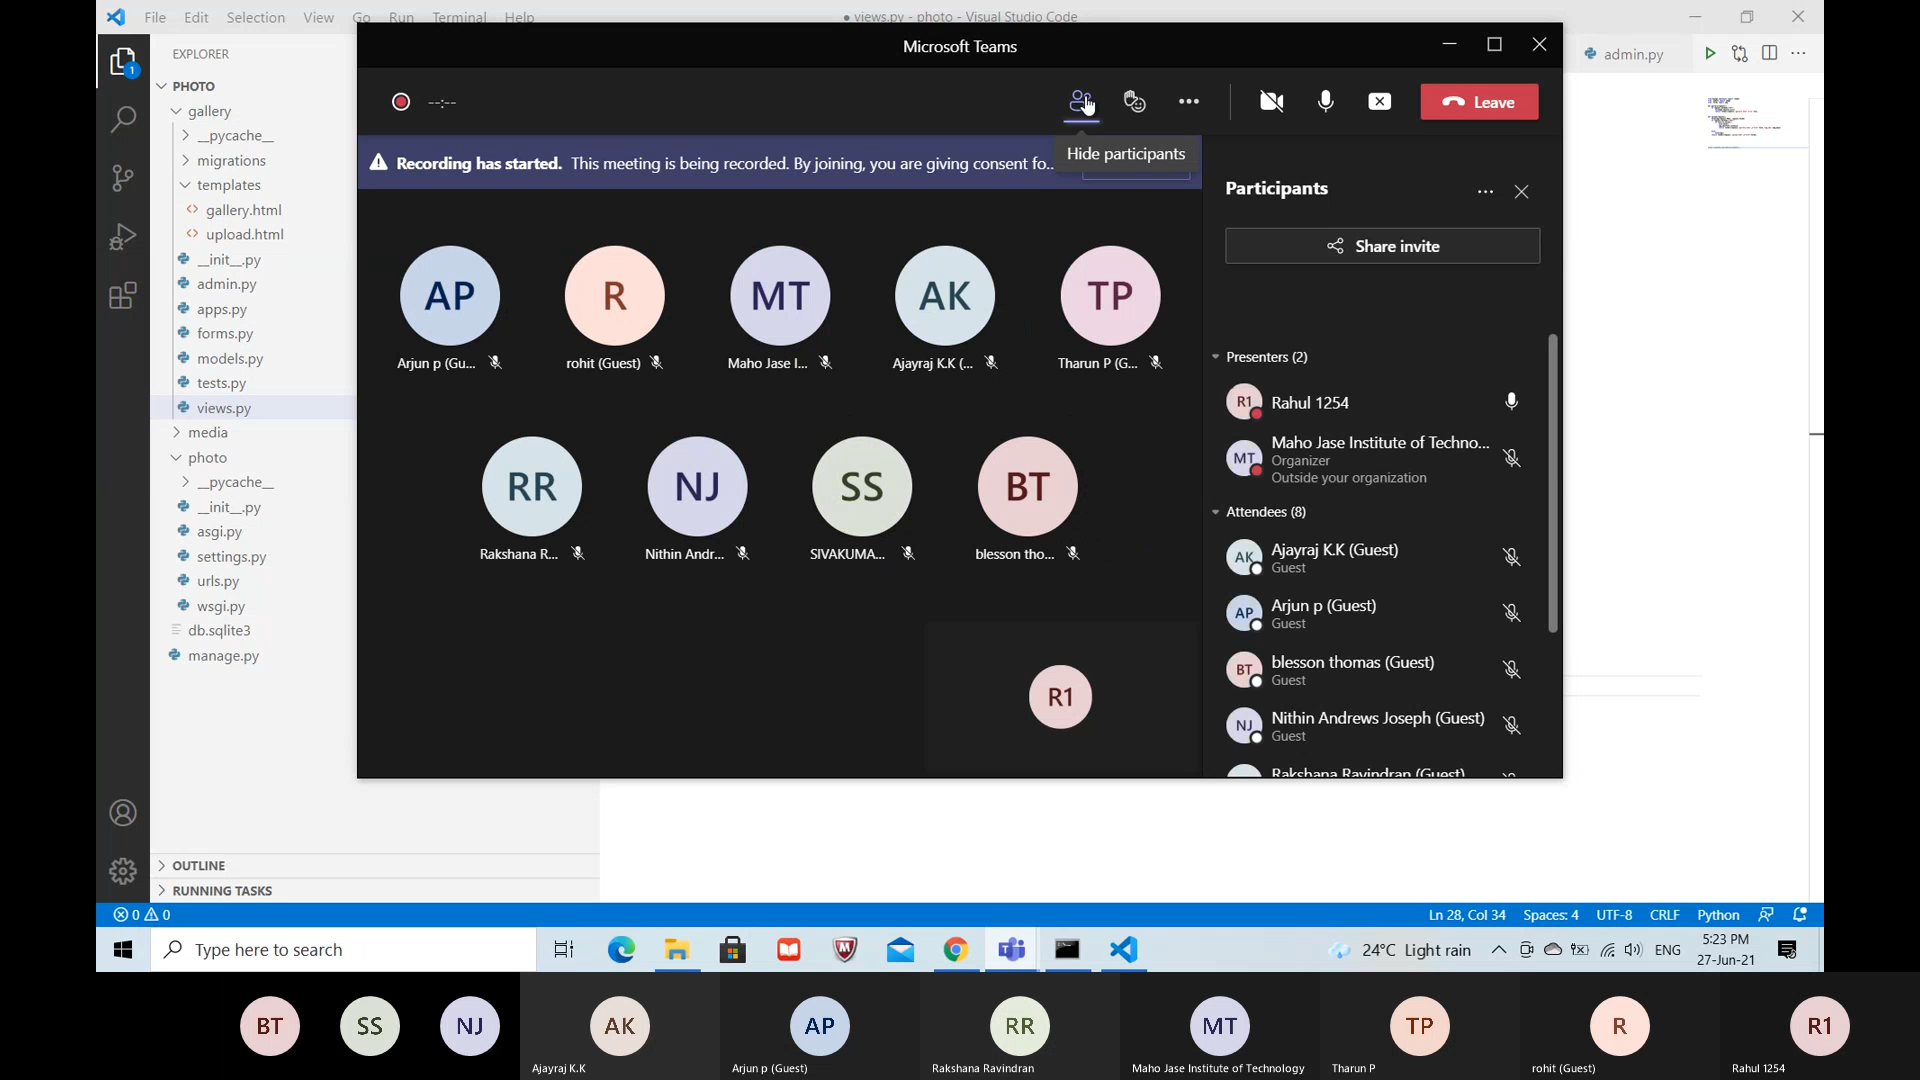 File Edit Selection View Go Run Terminal Help
● views.py - photo - Visual Studio Code
EXPLORER
PHOTO
gallery
__pycache__
migrations
templates
gallery.html
upload.html
__init__.py
admin.py
apps.py
forms.py
models.py
tests.py
views.py
media
photo
__pycache__
__init__.py
asgi.py
settings.py
urls.py
wsgi.py
db.sqlite3
manage.py
OUTLINE
RUNNING TASKS
1
admin.py
Microsoft Teams
--:--
Leave
Hide participants
Recording has started. This meeting is being recorded. By joining, you are giving consent fo...
AP
R
MT
AK
TP
Arjun p (Gu...
rohit (Guest)
Maho Jase I...
Ajayraj K.K (...
Tharun P (G...
RR
NJ
SS
BT
Rakshana R...
Nithin Andr...
SIVAKUMA...
blesson tho...
R1
Participants
Share invite
Presenters (2)
R1 Rahul 1254
MT Maho Jase Institute of Techno...
Organizer
Outside your organization
Attendees (8)
AK Ajayraj K.K (Guest)
Guest
AP Arjun p (Guest)
Guest
BT blesson thomas (Guest)
Guest
NJ Nithin Andrews Joseph (Guest)
Guest
Rakshana Ravindran (Guest)
0 0
Ln 28, Col 34 Spaces: 4 UTF-8 CRLF Python
Type here to search
24°C Light rain
ENG
5:23 PM
27-Jun-21
BT
SS
NJ
AK
AP
RR
MT
TP
R
R1
Ajayraj K.K
Arjun p (Guest)
Rakshana Ravindran
Maho Jase Institute of Technology
Tharun P
rohit (Guest)
Rahul 1254